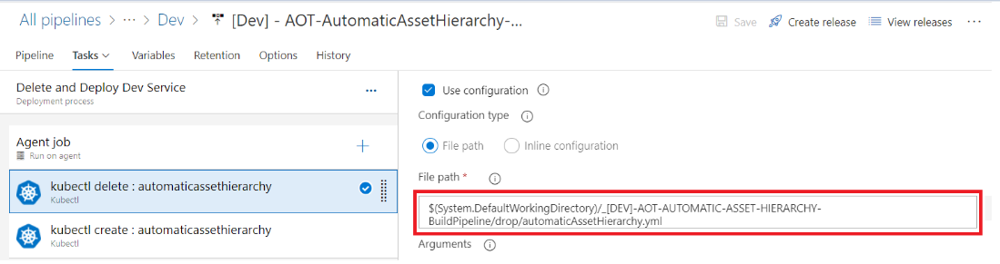 All pipelines > ··· > Dev > [Dev] - AOT-AutomaticAssetHierarchy-...
Save Create release View releases ···
Pipeline Tasks Variables Retention Options History
Delete and Deploy Dev Service ···
Deployment process
Agent job +
Run on agent
kubectl delete : automaticassethierarchy
Kubectl
kubectl create : automaticassethierarchy
Kubectl
Use configuration
Configuration type
File path Inline configuration
File path *
$(System.DefaultWorkingDirectory)/_[DEV]-AOT-AUTOMATIC-ASSET-HIERARCHY-
BuildPipeline/drop/automaticAssetHierarchy.yml
Arguments